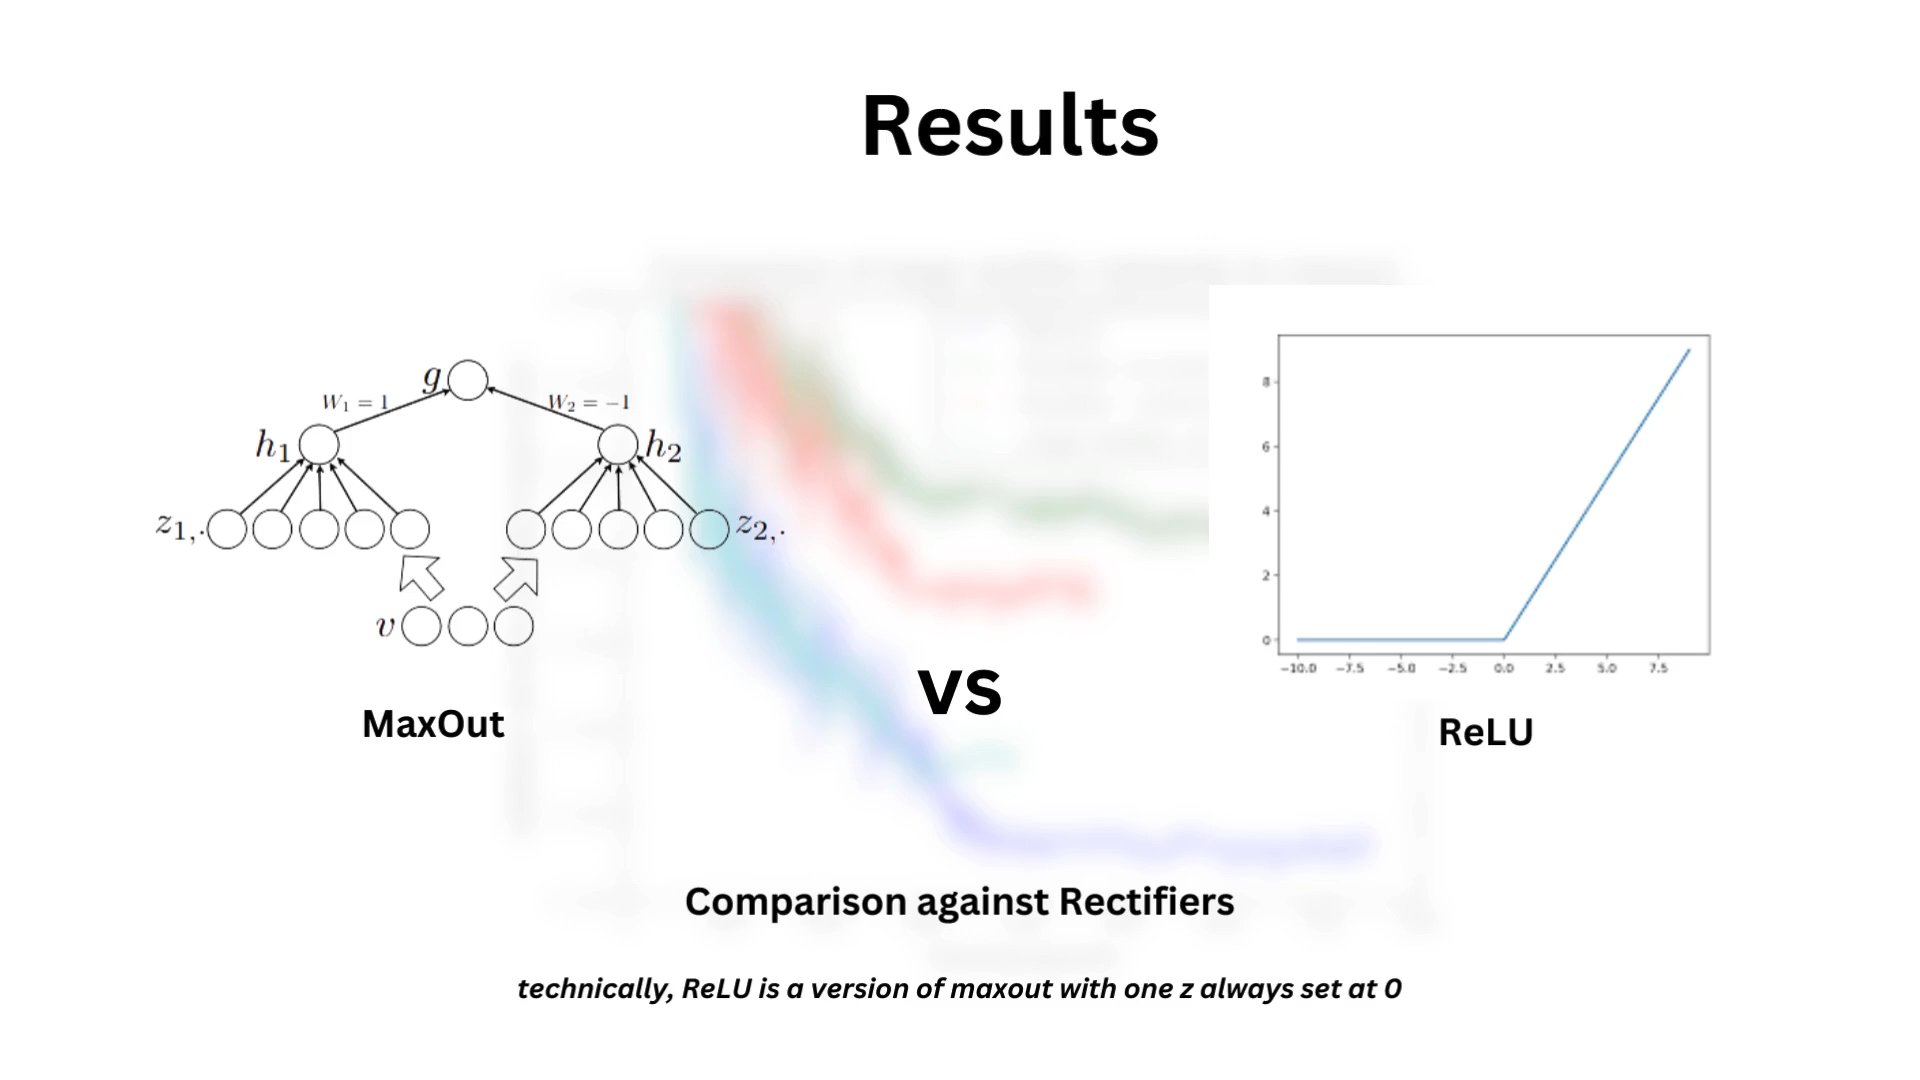 Results
g
W₁ = 1
W₂ = −1
h₁
h₂
z₁,.
z₂,.
v
MaxOut
vs
8
6
4
2
0
−10.0 −7.5 −5.0 −2.5 0.0 2.5 5.0 7.5
ReLU
Comparison against Rectifiers
technically, ReLU is a version of maxout with one z always set at 0